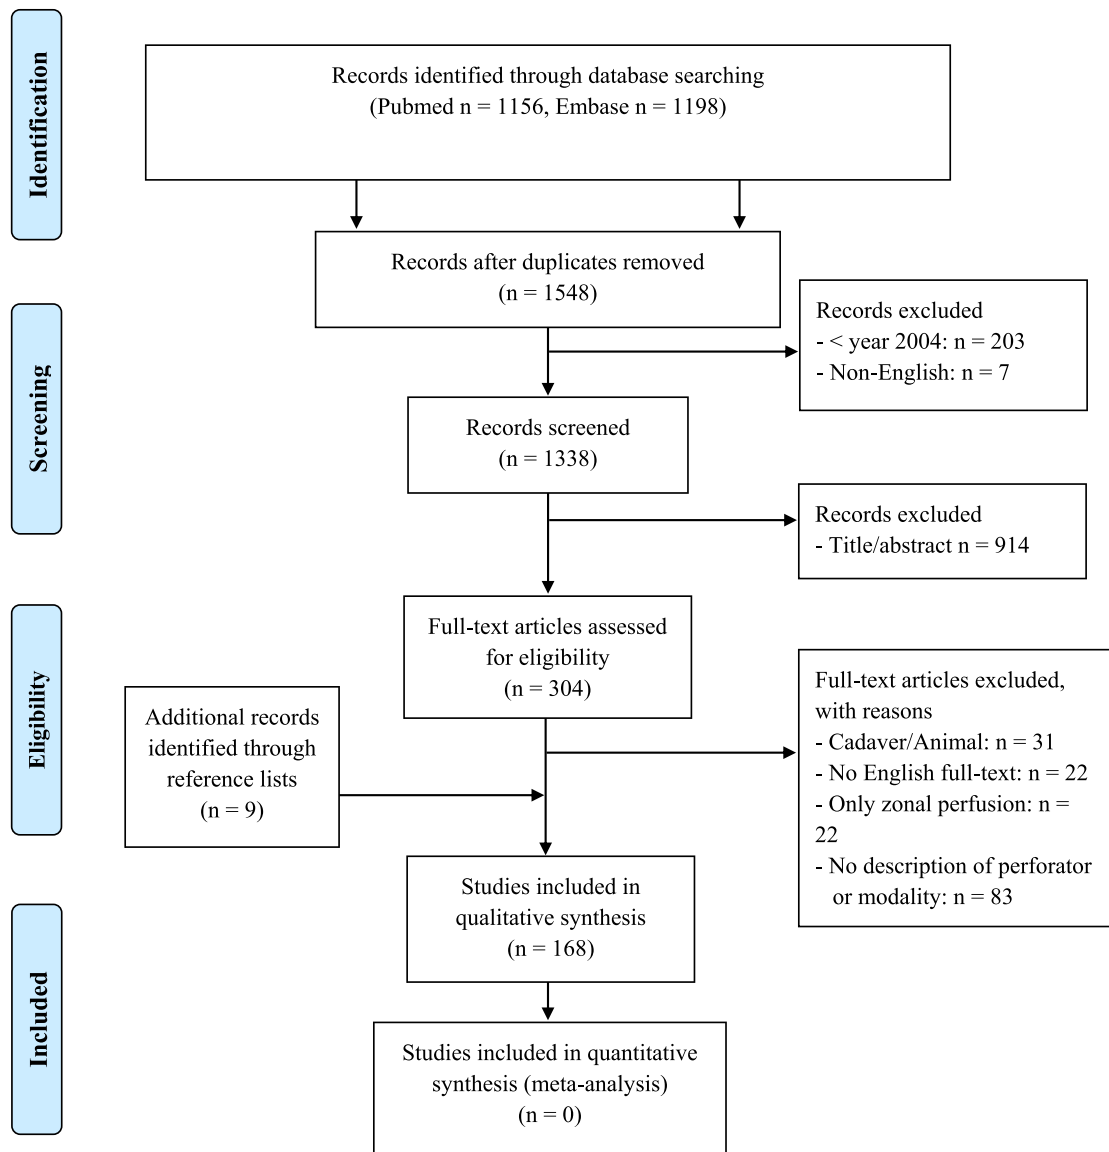 Identification
Records identified through database searching
(Pubmed n = 1156, Embase n = 1198)
Records after duplicates removed
(n = 1548)
Screening
Records excluded
- < year 2004: n = 203
- Non-English: n = 7
Records screened
(n = 1338)
Records excluded
- Title/abstract n = 914
Eligibility
Full-text articles assessed
for eligibility
(n = 304)
Full-text articles excluded,
with reasons
- Cadaver/Animal: n = 31
- No English full-text: n = 22
- Only zonal perfusion: n =
22
- No description of perforator
or modality: n = 83
Additional records
identified through
reference lists
(n = 9)
Studies included in
qualitative synthesis
(n = 168)
Included
Studies included in quantitative
synthesis (meta-analysis)
(n = 0)